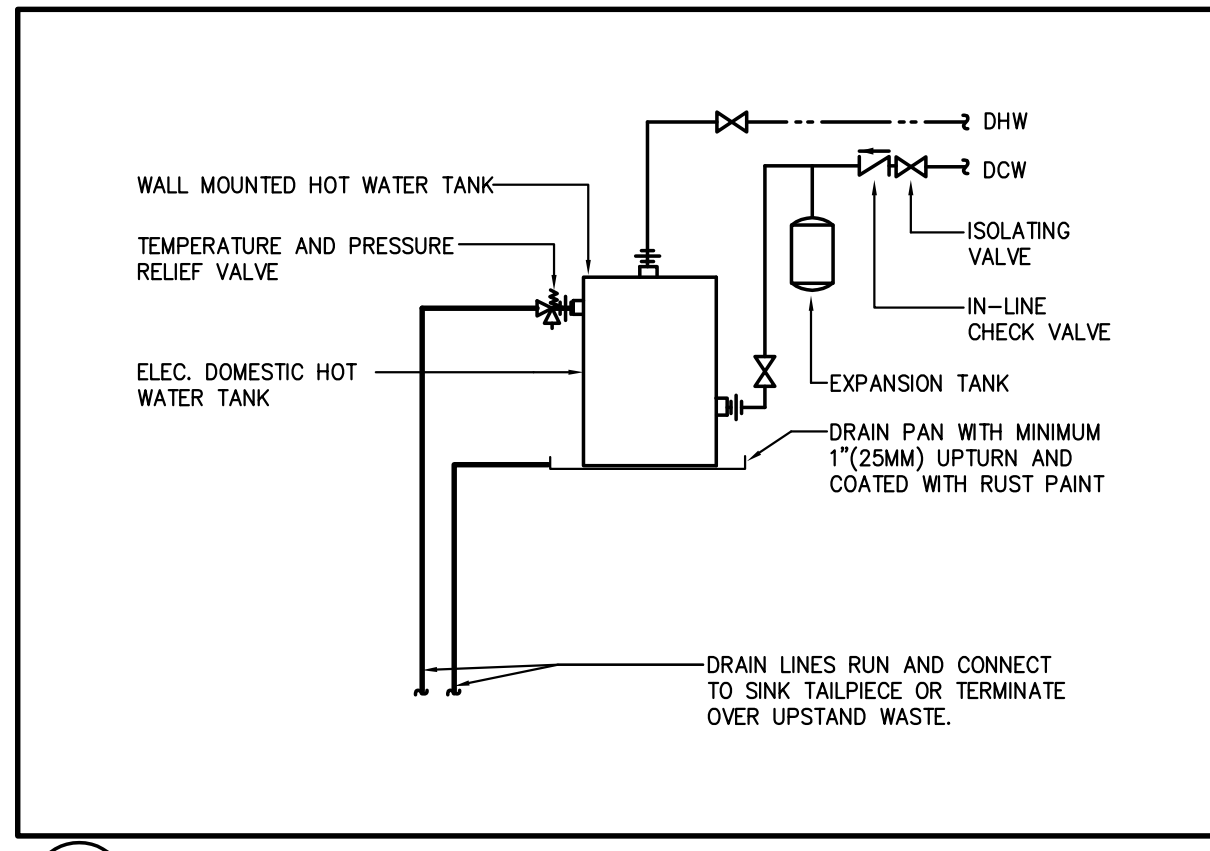 DHW
DCW
WALL MOUNTED HOT WATER TANK
TEMPERATURE AND PRESSURE
RELIEF VALVE
ISOLATING
VALVE
IN-LINE
CHECK VALVE
ELEC. DOMESTIC HOT
WATER TANK
EXPANSION TANK
DRAIN PAN WITH MINIMUM
1"(25MM) UPTURN AND
COATED WITH RUST PAINT
DRAIN LINES RUN AND CONNECT
TO SINK TAILPIECE OR TERMINATE
OVER UPSTAND WASTE.